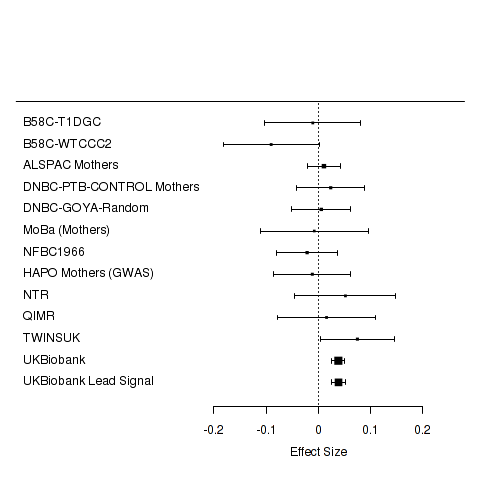 B58C-T1DGC
B58C-WTCCC2
ALSPAC Mothers
DNBC-PTB-CONTROL Mothers
DNBC-GOYA-Random
MoBa (Mothers)
NFBC1966
HAPO Mothers (GWAS)
NTR
QIMR
TWINSUK
UKBiobank
UKBiobank Lead Signal
-0.2 -0.1 0 0.1 0.2
Effect Size